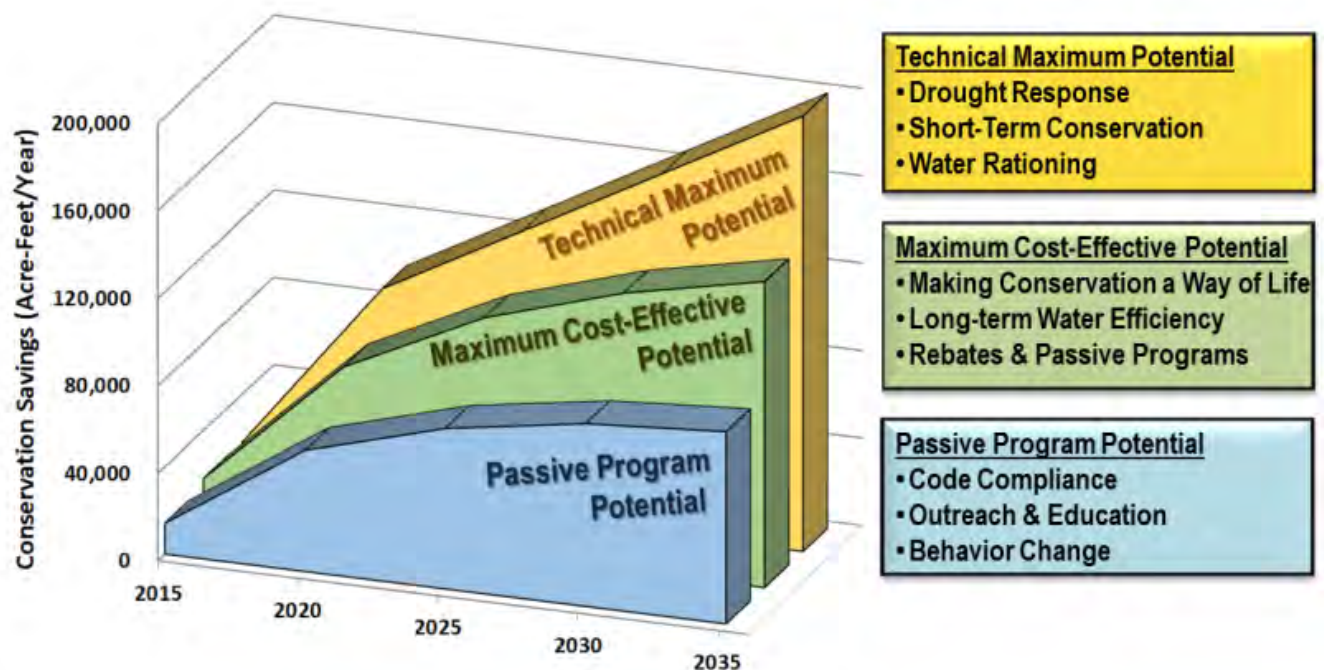 Conservation Savings (Acre-Feet/Year)
200,000
160,000
120,000
80,000
40,000
0
2015
2020
2025
2030
2035
Technical Maximum
Potential
Maximum Cost-Effective
Potential
Passive Program
Potential
Technical Maximum Potential
• Drought Response
• Short-Term Conservation
• Water Rationing
Maximum Cost-Effective Potential
• Making Conservation a Way of Life
• Long-term Water Efficiency
• Rebates & Passive Programs
Passive Program Potential
• Code Compliance
• Outreach & Education
• Behavior Change